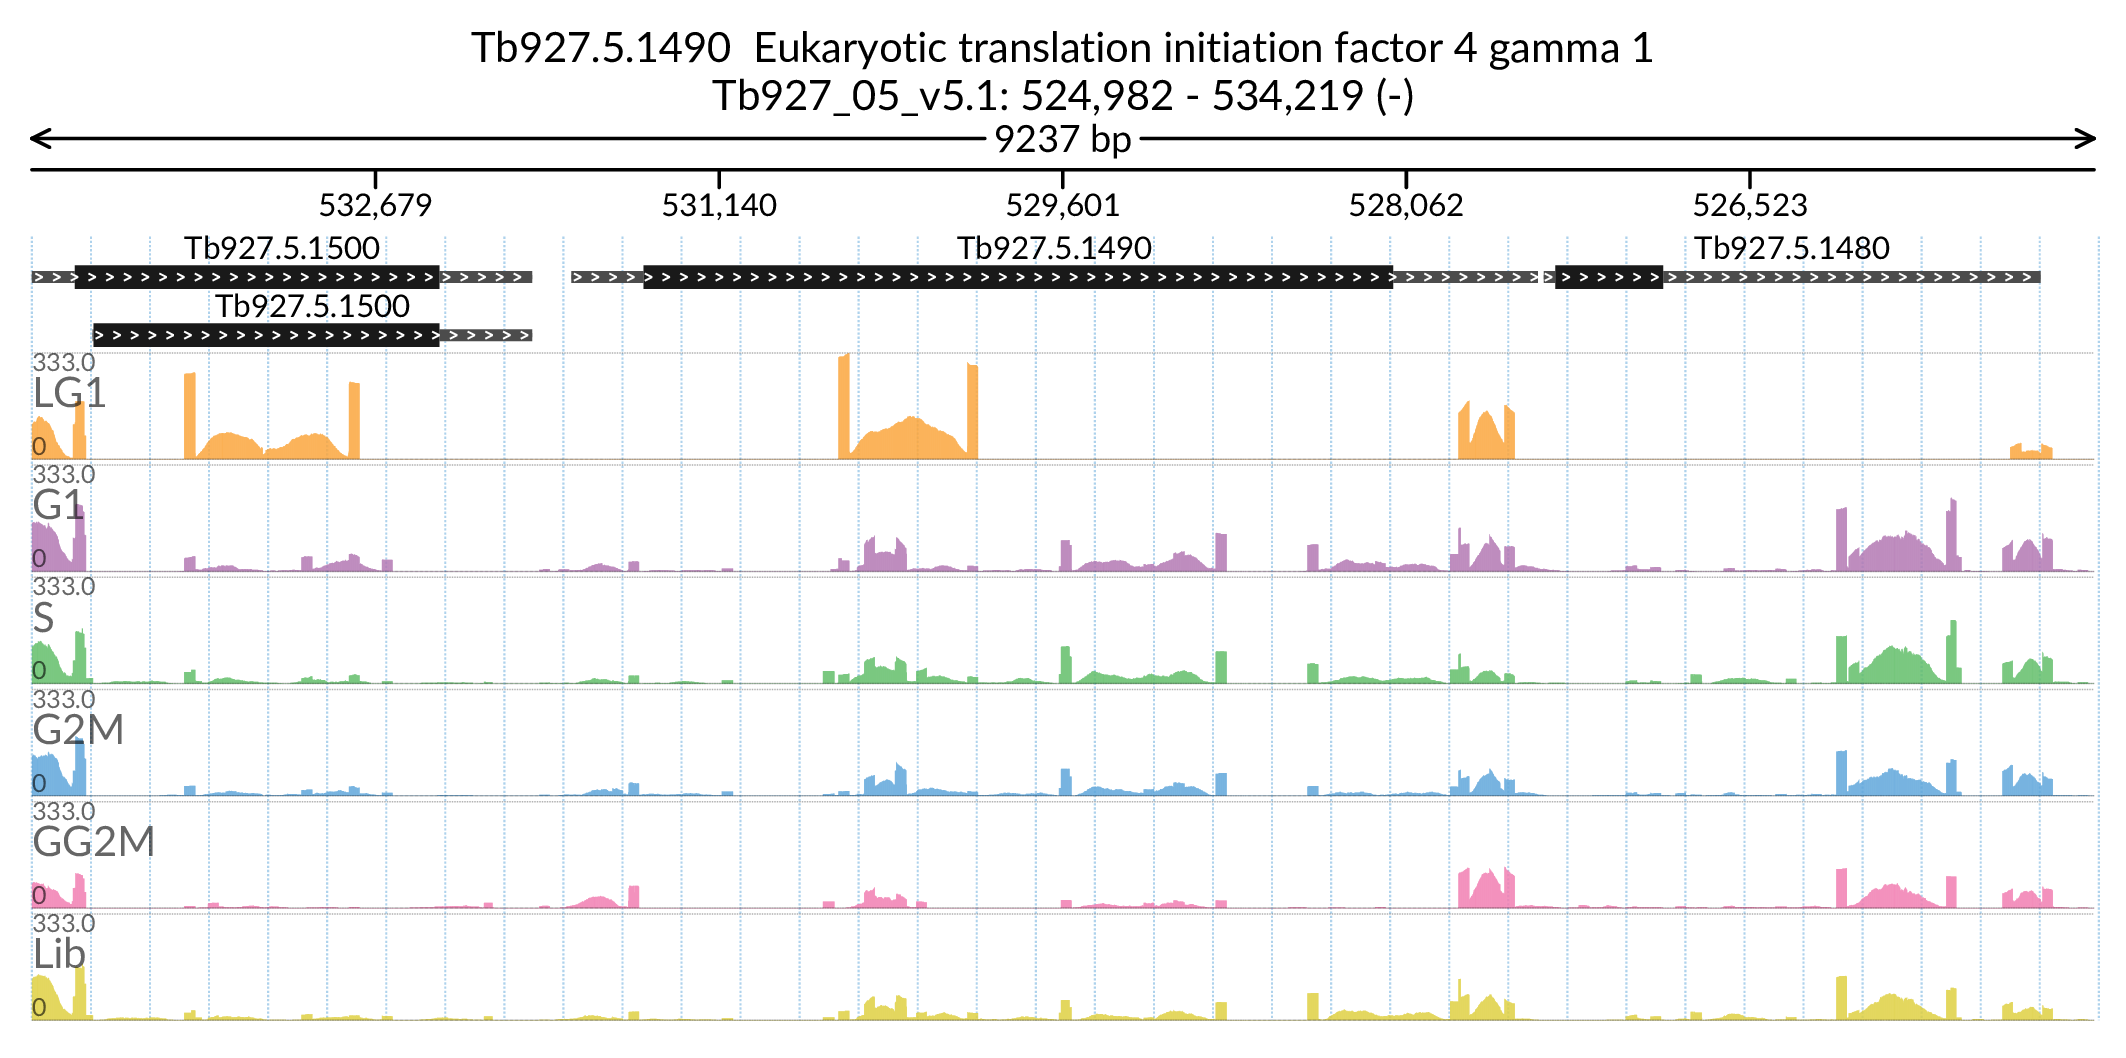 Tb927.5.1490  Eukaryotic translation initiation factor 4 gamma 1
Tb927_05_v5.1: 524,982 - 534,219 (-)
9237 bp
532,679 531,140 529,601 528,062 526,523
Tb927.5.1500 Tb927.5.1490 Tb927.5.1480
Tb927.5.1500
333.0
LG1
0
333.0
G1
0
333.0
S
0
333.0
G2M
0
333.0
GG2M
0
333.0
Lib
0